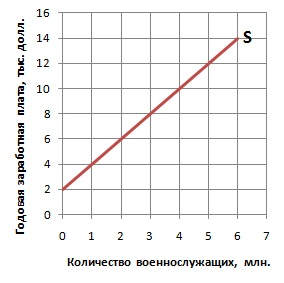 Годовая заработная плата, тыс. долл.
16
14
12
10
8
6
4
2
0
S
0 1 2 3 4 5 6 7
Количество военнослужащих, млн.